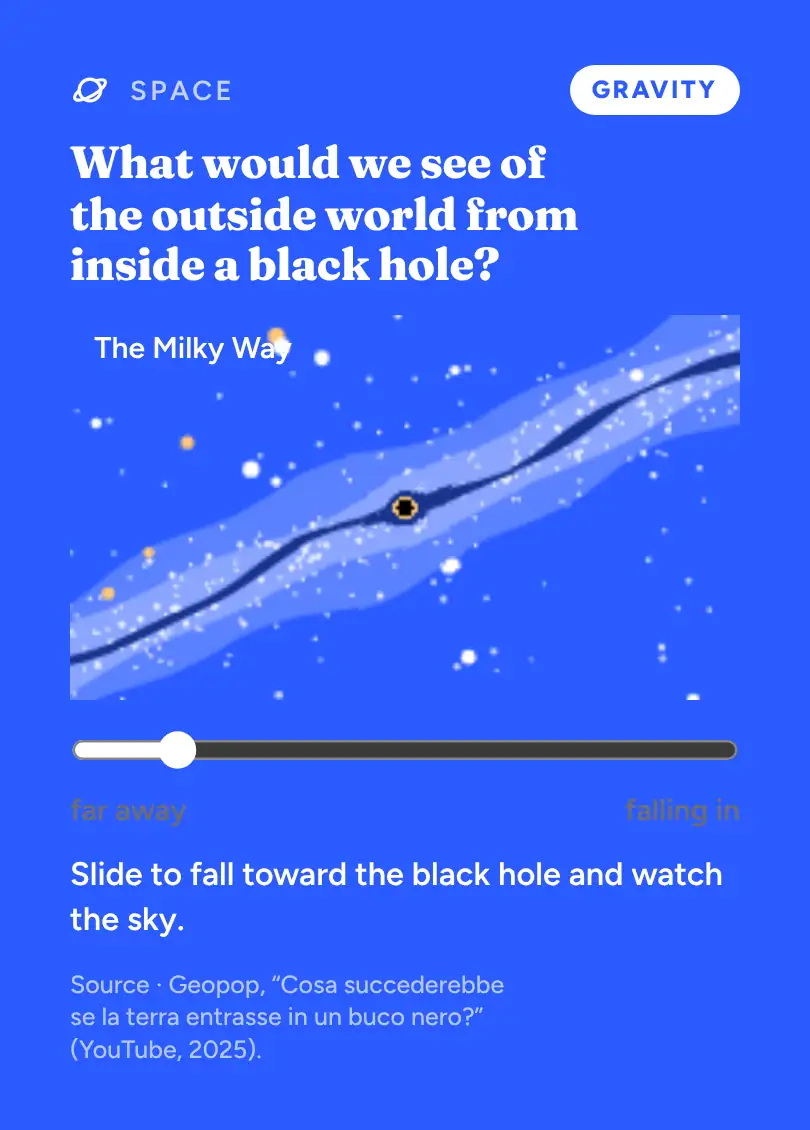 SPACE
GRAVITY
What would we see of
the outside world from
inside a black hole?
The Milky Way
far away
falling in
Slide to fall toward the black hole and watch
the sky.
Source · Geopop, “Cosa succederebbe
se la terra entrasse in un buco nero?”
(YouTube, 2025).